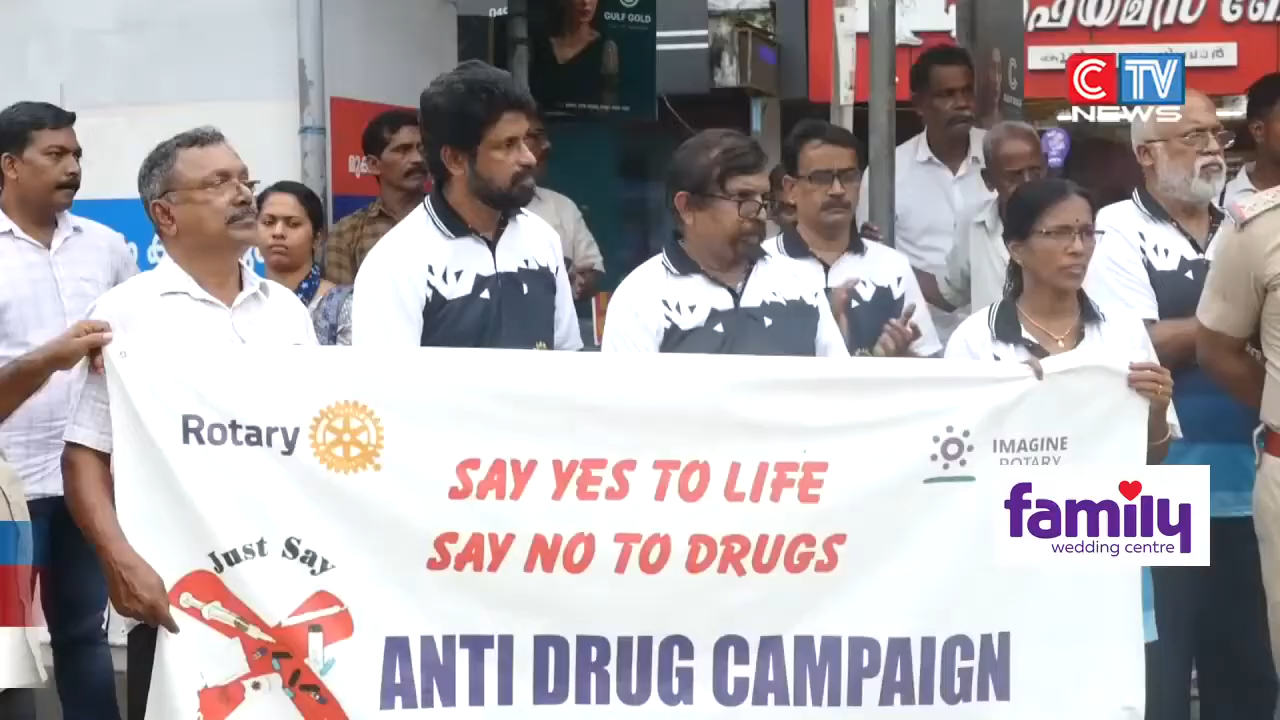 GULF GOLD
CTV
NEWS
Rotary
IMAGINE
ROTARY
SAY YES TO LIFE
SAY NO TO DRUGS
family
wedding centre
Just Say
ANTI DRUG CAMPAIGN